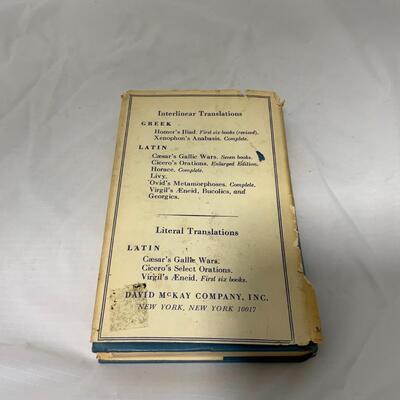 Interlinear Translations
GREEK
Homer's Iliad. First six books (revised).
Xenophon's Anabasis. Complete.
LATIN
Cæsar's Gallic Wars. Seven books.
Cicero's Orations. Enlarged Edition.
Horace. Complete.
Livy.
Ovid's Metamorphoses. Complete.
Virgil's Æneid, Bucolics, and
Georgics.
Literal Translations
LATIN
Cæsar's Gallic Wars.
Cicero's Select Orations.
Virgil's Æneid. First six books.
DAVID McKAY COMPANY, INC.
NEW YORK, NEW YORK 10017